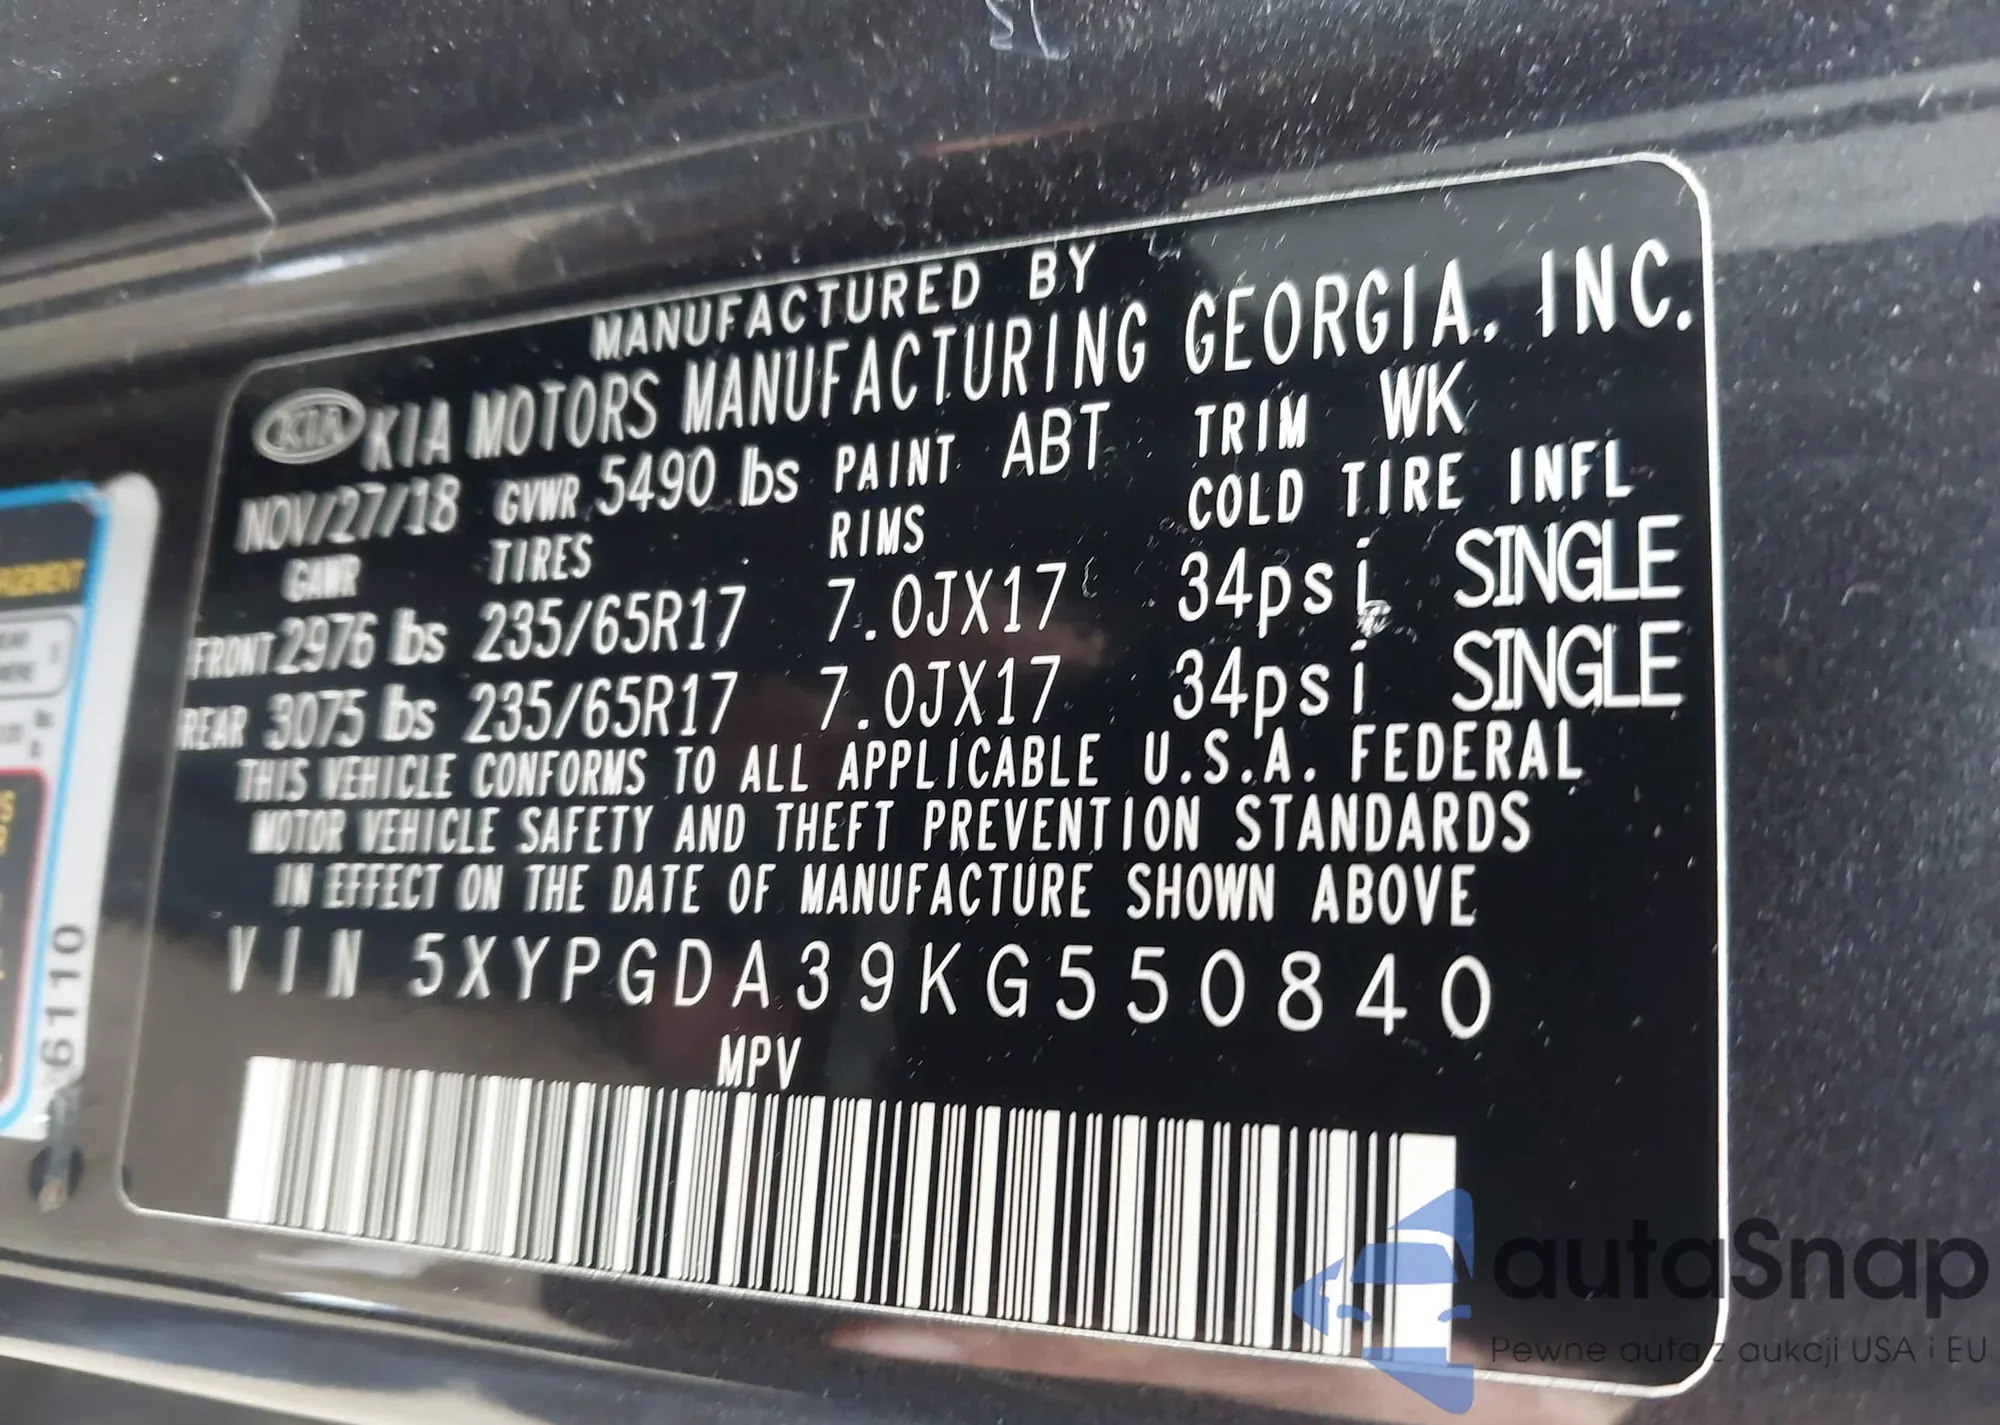 MANUFACTURED BY
KIA KIA MOTORS MANUFACTURING GEORGIA, INC.
NOV/27/18 GVWR 5490 lbs PAINT ABT TRIM WK
GAWR TIRES RIMS COLD TIRE INFL
FRONT 2976 lbs 235/65R17 7.0JX17 34psi SINGLE
REAR 3075 lbs 235/65R17 7.0JX17 34psi SINGLE
THIS VEHICLE CONFORMS TO ALL APPLICABLE U.S.A. FEDERAL
MOTOR VEHICLE SAFETY AND THEFT PREVENTION STANDARDS
IN EFFECT ON THE DATE OF MANUFACTURE SHOWN ABOVE
VIN 5XYPGDA39KG550840
MPV
autaSnap
Pewne auta z aukcji USA i EU